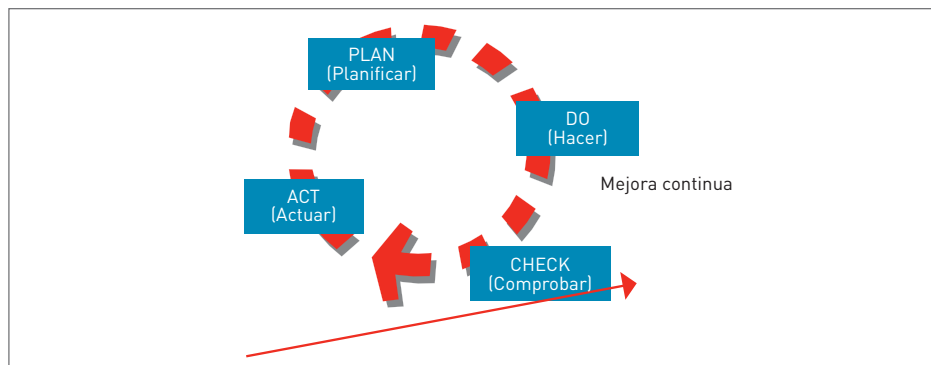 PLAN
(Planificar)
DO
(Hacer)
Mejora continua
ACT
(Actuar)
CHECK
(Comprobar)